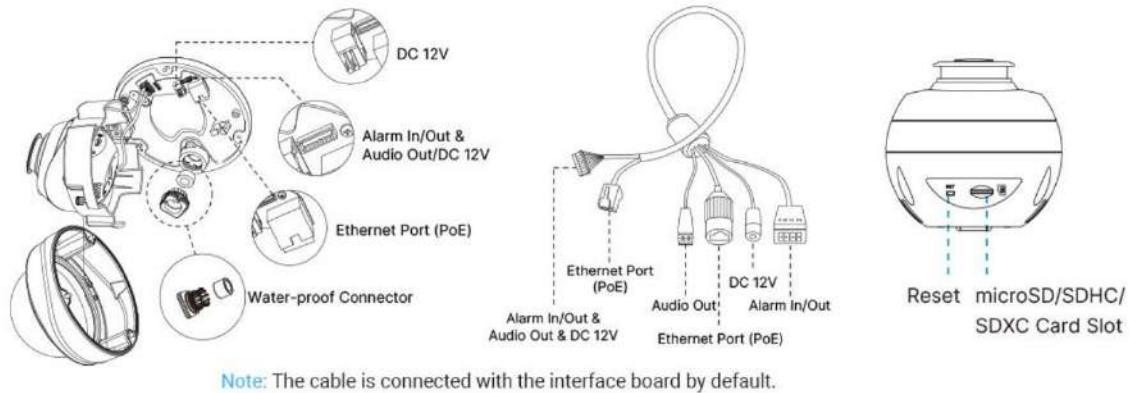 DC 12V
Alarm In/Out &
Audio Out/DC 12V
Ethernet Port (PoE)
Water-proof Connector
Ethernet Port
(PoE)
Alarm In/Out &
Audio Out & DC 12V
Audio Out
Ethernet Port (PoE)
DC 12V
Alarm In/Out
Reset
microSD/SDHC/
SDXC Card Slot
Note: The cable is connected with the interface board by default.